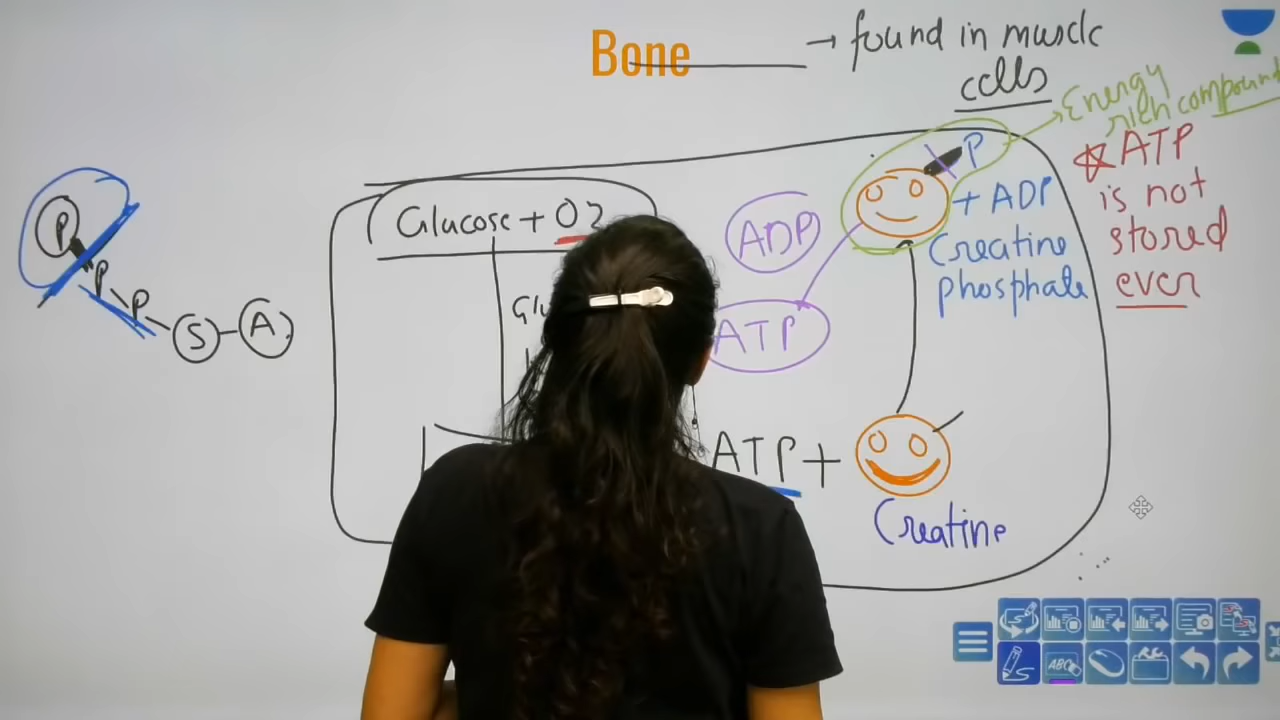 Bone
→ found in muscle
cells
Energy
rich compound
P
☆ ATP
is not
stored
ever
+ ADP
Creatine
phosphate
Glucose + O2
ADP
ATP
P
P
P
S
A
ATP +
Creatine
ABC